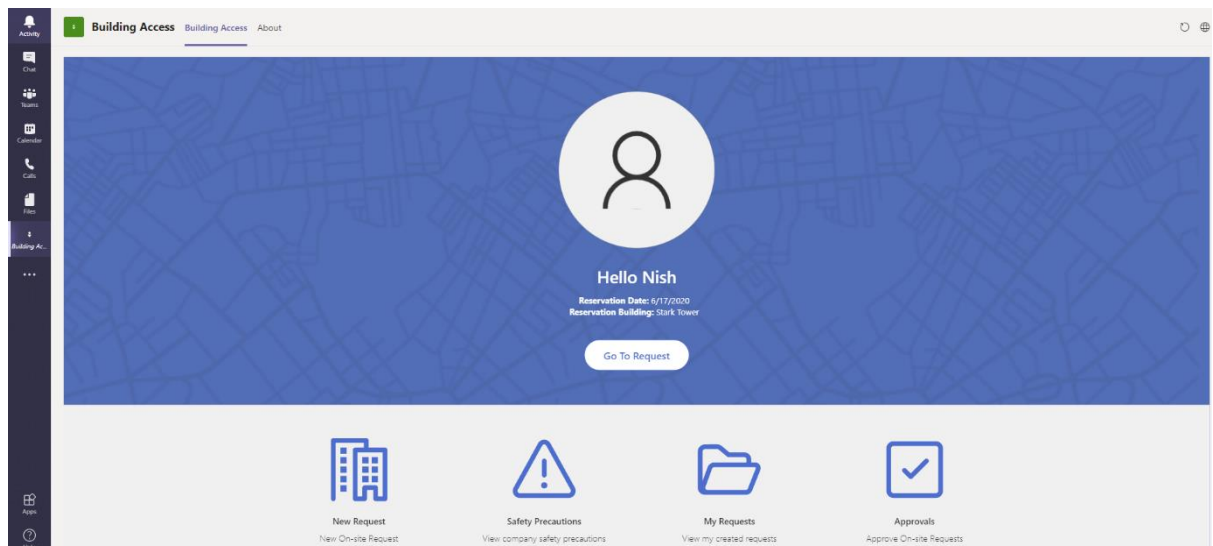 Activity
Chat
Teams
Calendar
Calls
Files
Building Ac...
Apps
Building Access
Building Access
About
Hello Nish
Reservation Date: 6/17/2020
Reservation Building: Stark Tower
Go To Request
New Request
New On-site Request
Safety Precautions
View company safety precautions
My Requests
View my created requests
Approvals
Approve On-site Requests